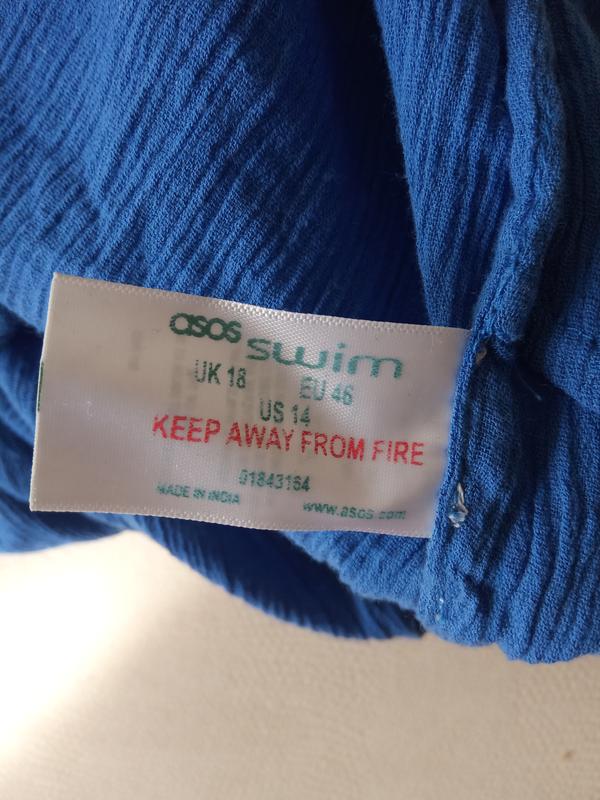 asos swim
UK 18 EU 46
US 14
KEEP AWAY FROM FIRE
01843164
MADE IN INDIA www.asos.com